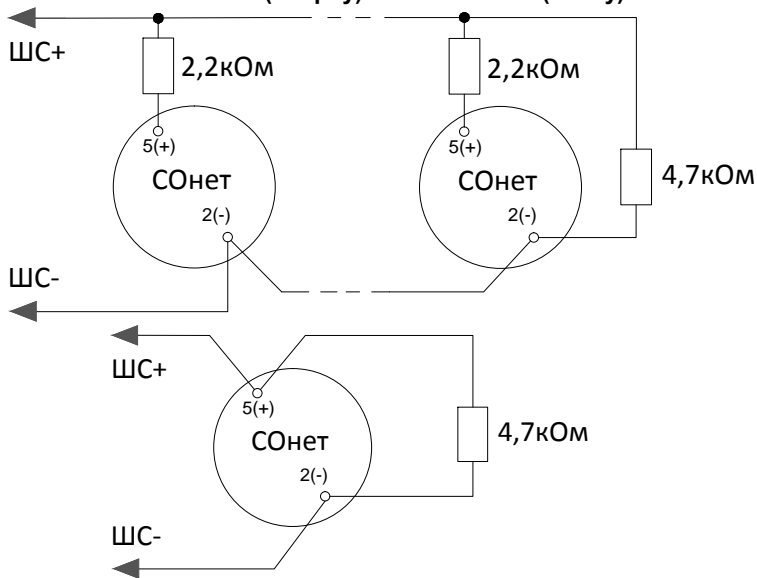 ШС+
2,2кОм
2,2кОм
5(+)
5(+)
СОнет
СОнет
4,7кОм
2(-)
2(-)
ШС-
ШС+
5(+)
СОнет
4,7кОм
2(-)
ШС-